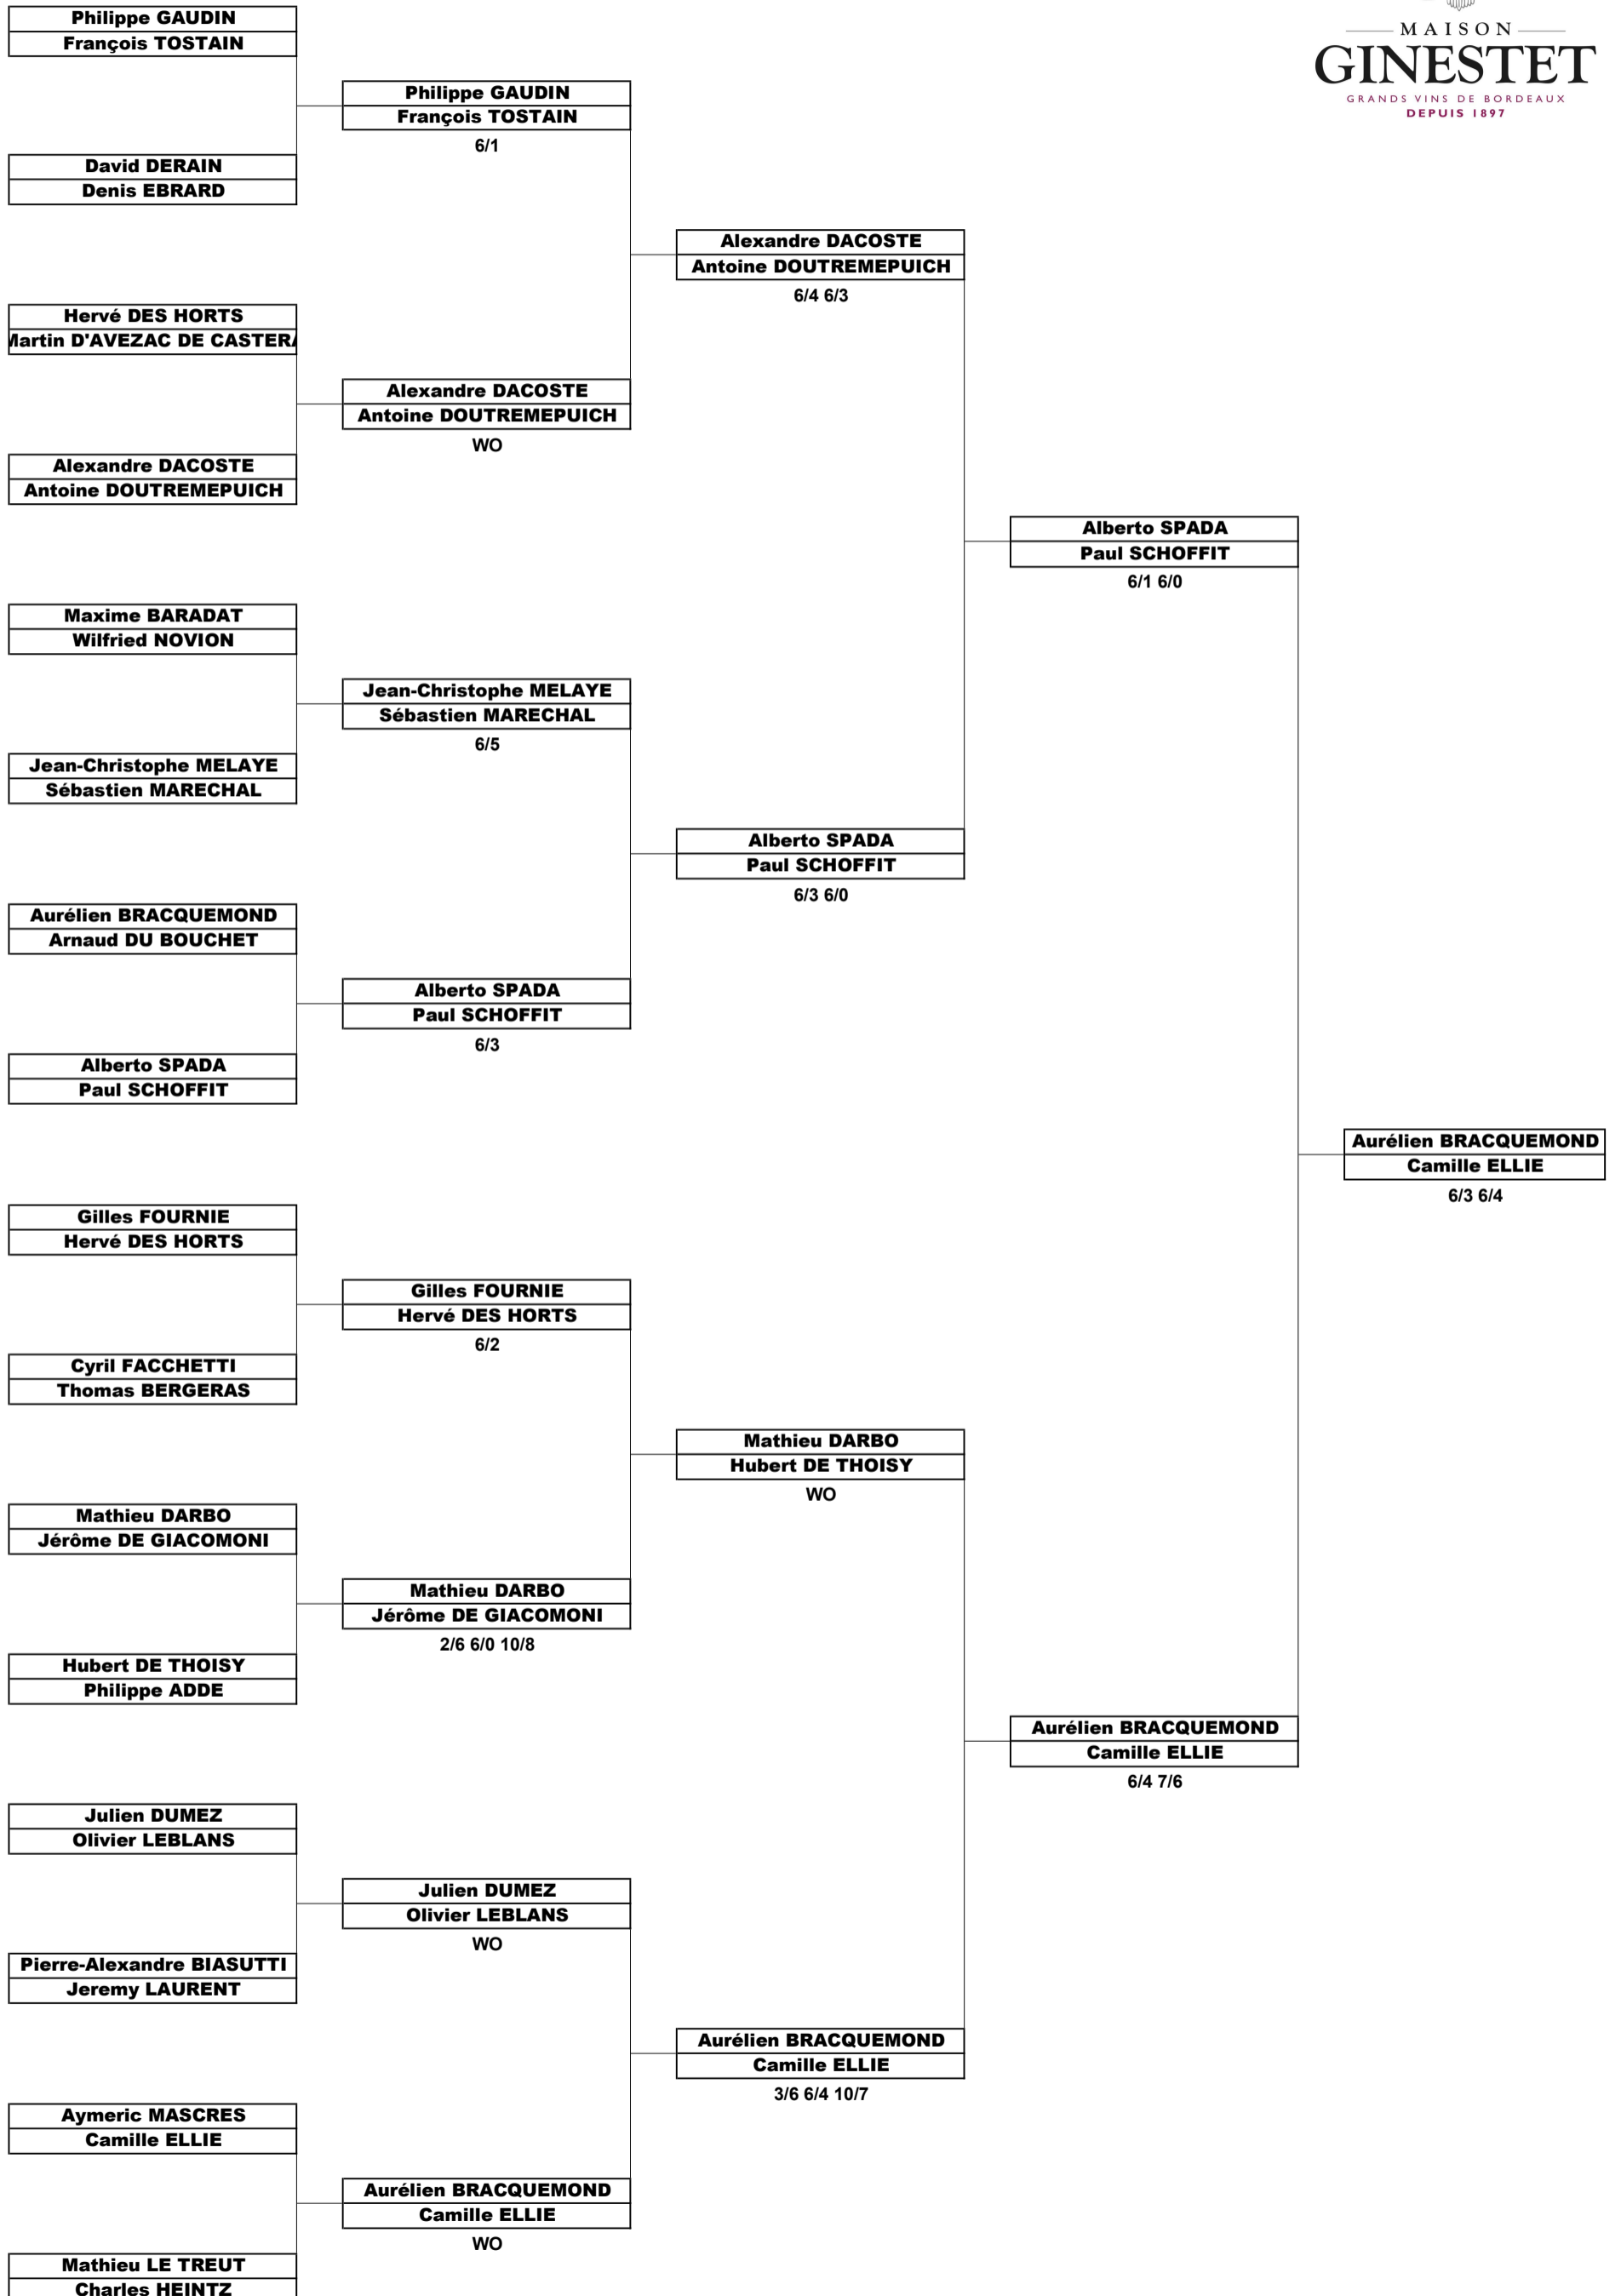 Philippe GAUDIN
François TOSTAIN
David DERAIN
Denis EBRARD
Hervé DES HORTS
Martin D'AVEZAC DE CASTERA
Alexandre DACOSTE
Antoine DOUTREMEPUICH
Maxime BARADAT
Wilfried NOVION
Jean-Christophe MELAYE
Sébastien MARECHAL
Aurélien BRACQUEMOND
Arnaud DU BOUCHET
Alberto SPADA
Paul SCHOFFIT
Gilles FOURNIE
Hervé DES HORTS
Cyril FACCHETTI
Thomas BERGERAS
Mathieu DARBO
Jérôme DE GIACOMONI
Hubert DE THOISY
Philippe ADDE
Julien DUMEZ
Olivier LEBLANS
Pierre-Alexandre BIASUTTI
Jeremy LAURENT
Aymeric MASCRES
Camille ELLIE
Mathieu LE TREUT
Charles HEINTZ
Philippe GAUDIN
François TOSTAIN
6/1
Alexandre DACOSTE
Antoine DOUTREMEPUICH
WO
Jean-Christophe MELAYE
Sébastien MARECHAL
6/5
Alberto SPADA
Paul SCHOFFIT
6/3
Gilles FOURNIE
Hervé DES HORTS
6/2
Mathieu DARBO
Jérôme DE GIACOMONI
2/6 6/0 10/8
Julien DUMEZ
Olivier LEBLANS
WO
Aurélien BRACQUEMOND
Camille ELLIE
WO
Alexandre DACOSTE
Antoine DOUTREMEPUICH
6/4 6/3
Alberto SPADA
Paul SCHOFFIT
6/3 6/0
Mathieu DARBO
Hubert DE THOISY
WO
Aurélien BRACQUEMOND
Camille ELLIE
3/6 6/4 10/7
Alberto SPADA
Paul SCHOFFIT
6/1 6/0
Aurélien BRACQUEMOND
Camille ELLIE
6/4 7/6
Aurélien BRACQUEMOND
Camille ELLIE
6/3 6/4
MAISON
GINESTET
GRANDS VINS DE BORDEAUX
DEPUIS 1897